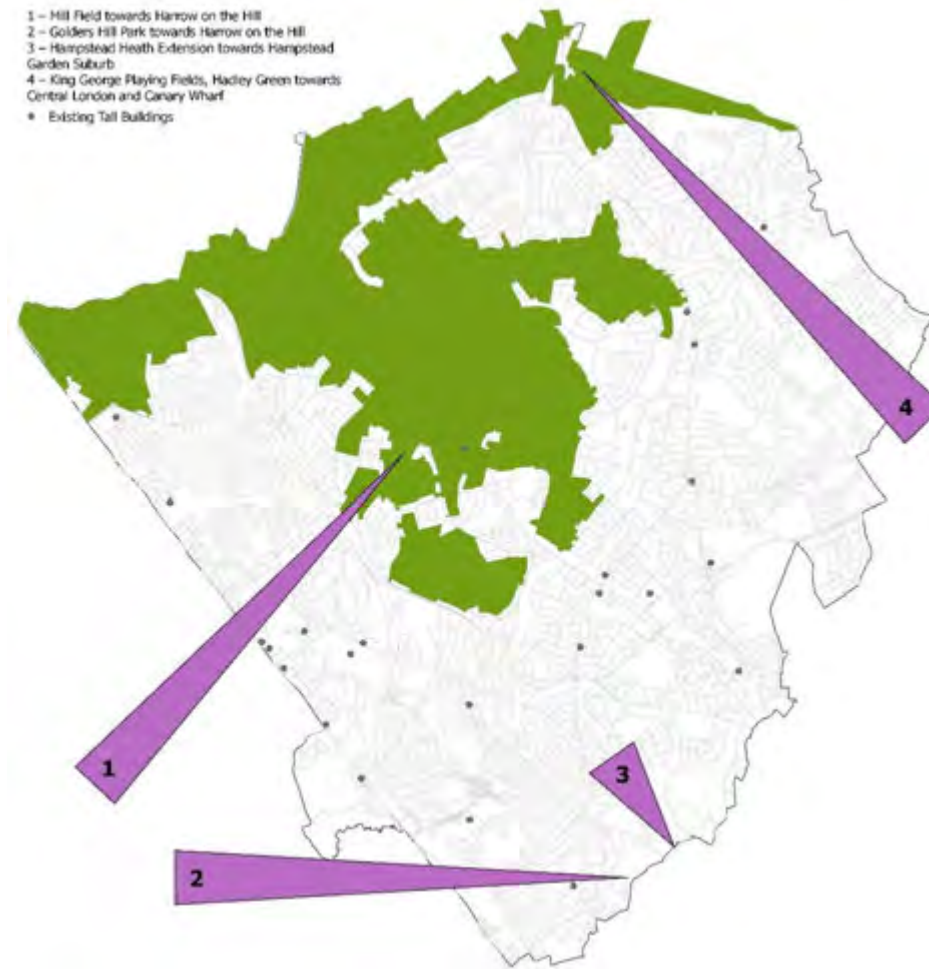 1 – Mill Field towards Harrow on the Hill
2 – Golders Hill Park towards Harrow on the Hill
3 – Hampstead Heath Extension towards Hampstead
Garden Suburb
4 – King George Playing Fields, Hadley Green towards
Central London and Canary Wharf
Existing Tall Buildings
4
1
3
2